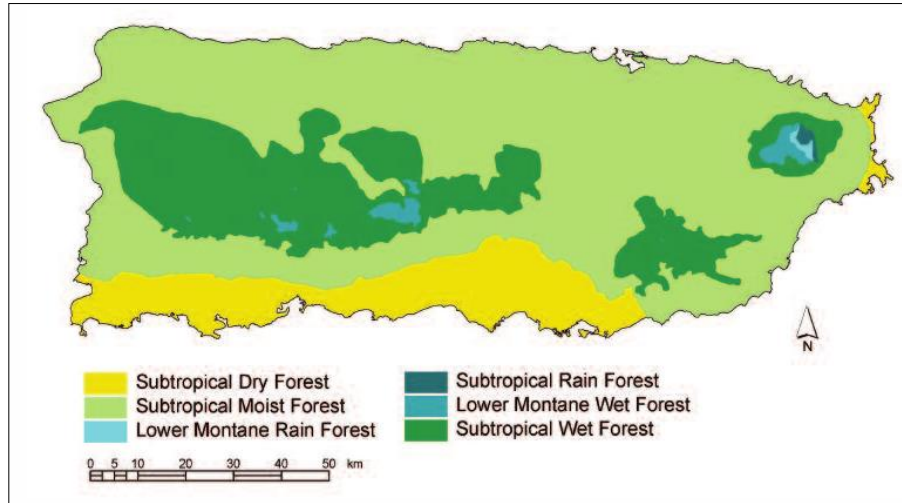 N
Subtropical Dry Forest
Subtropical Moist Forest
Lower Montane Rain Forest
Subtropical Rain Forest
Lower Montane Wet Forest
Subtropical Wet Forest
0 5 10 20 30 40 50 km